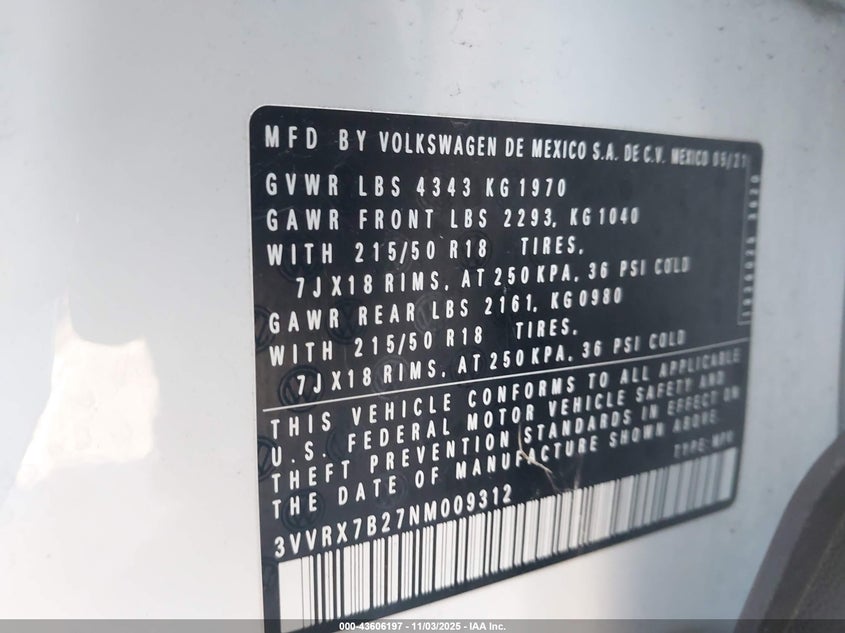 MFD BY VOLKSWAGEN DE MEXICO S.A. DE C.V. MEXICO 05/21
GVWR LBS 4343 KG 1970
GAWR FRONT LBS 2293, KG 1040
WITH 215/50 R18 TIRES,
7JX18 RIMS, AT 250 KPA, 36 PSI COLD
GAWR REAR LBS 2161, KG 0980
WITH 215/50 R18 TIRES,
7JX18 RIMS, AT 250 KPA, 36 PSI COLD
THIS VEHICLE CONFORMS TO ALL APPLICABLE
U.S. FEDERAL MOTOR VEHICLE SAFETY AND
THEFT PREVENTION STANDARDS IN EFFECT ON
THE DATE OF MANUFACTURE SHOWN ABOVE.
TYPE: MPV
3VVRX7B27NM009312
000-43606197 - 11/03/2025 - IAA Inc.